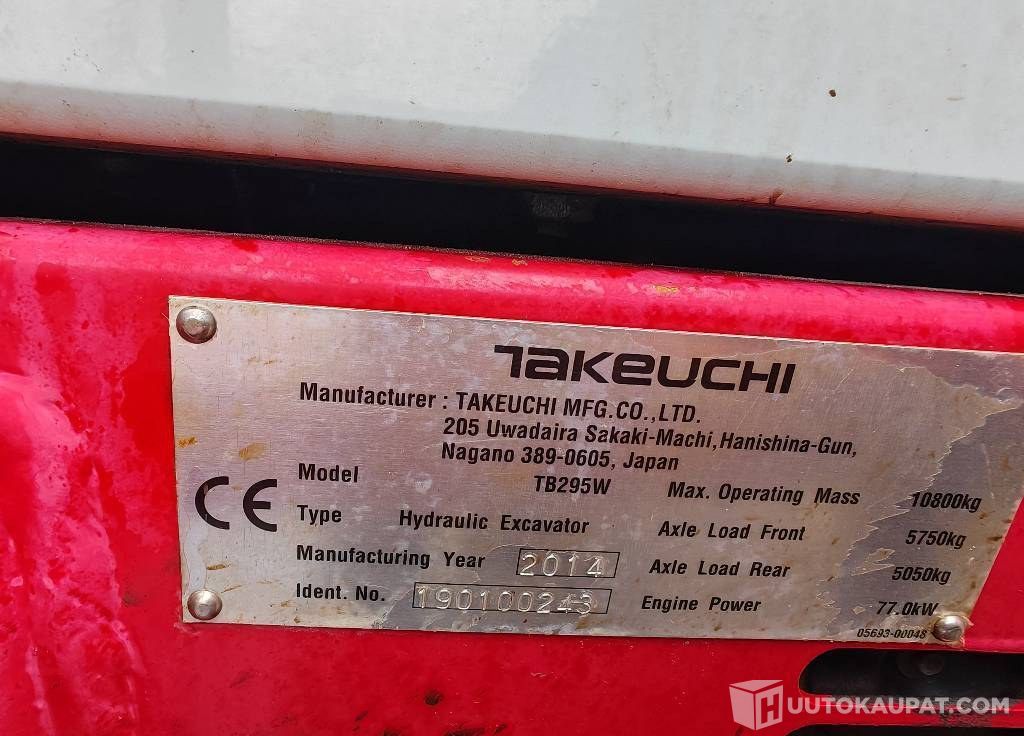 TAKEUCHI
Manufacturer : TAKEUCHI MFG.CO.,LTD.
205 Uwadaira Sakaki-Machi,Hanishina-Gun,
Nagano 389-0605, Japan
Model TB295W Max. Operating Mass 10800kg
CE
Type Hydraulic Excavator Axle Load Front 5750kg
Manufacturing Year 2014 Axle Load Rear 5050kg
Ident. No. 190100243 Engine Power 77.0kW
05693-00048
HUUTOKAUPAT.COM